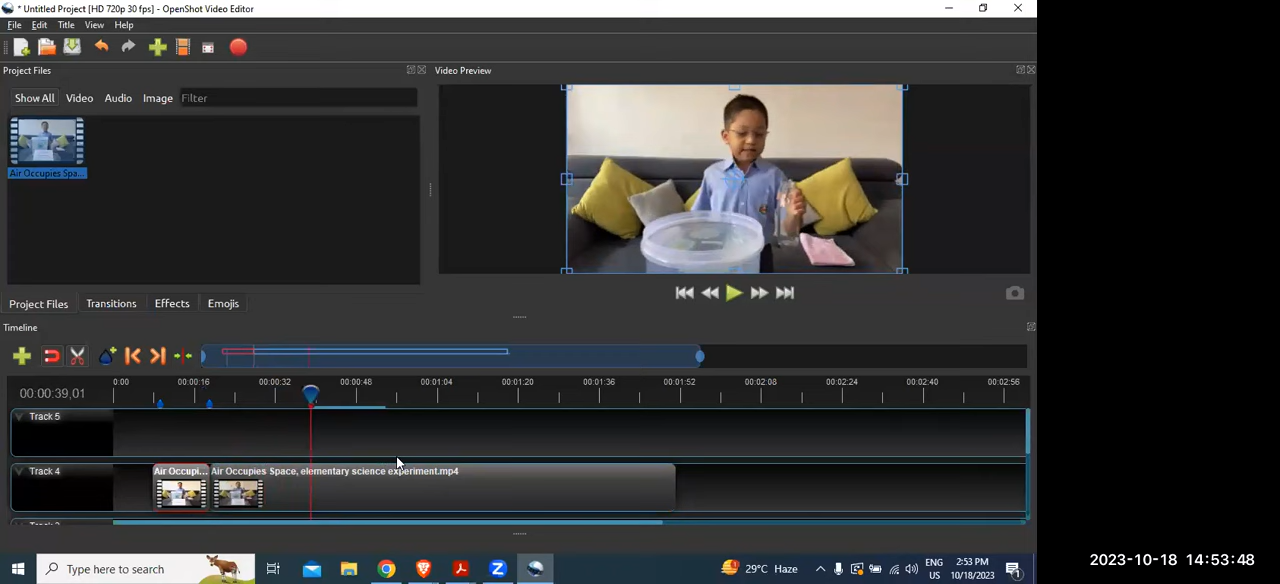 * Untitled Project [HD 720p 30 fps] - OpenShot Video Editor
File Edit Title View Help
Project Files
Video Preview
Show All Video Audio Image Filter
Air Occupies Spa...
Project Files Transitions Effects Emojis
Timeline
00:00:39,01
0.00 00:00:16 00:00:32 00:00:48 00:01:04 00:01:20 00:01:36 00:01:52 00:02:08 00:02:24 00:02:40 00:02:56
Track 5
Track 4
Air Occupi... Air Occupies Space, elementary science experiment.mp4
Type here to search
29°C Haze
ENG
US
2:53 PM
10/18/2023
1
2023-10-18 14:53:48